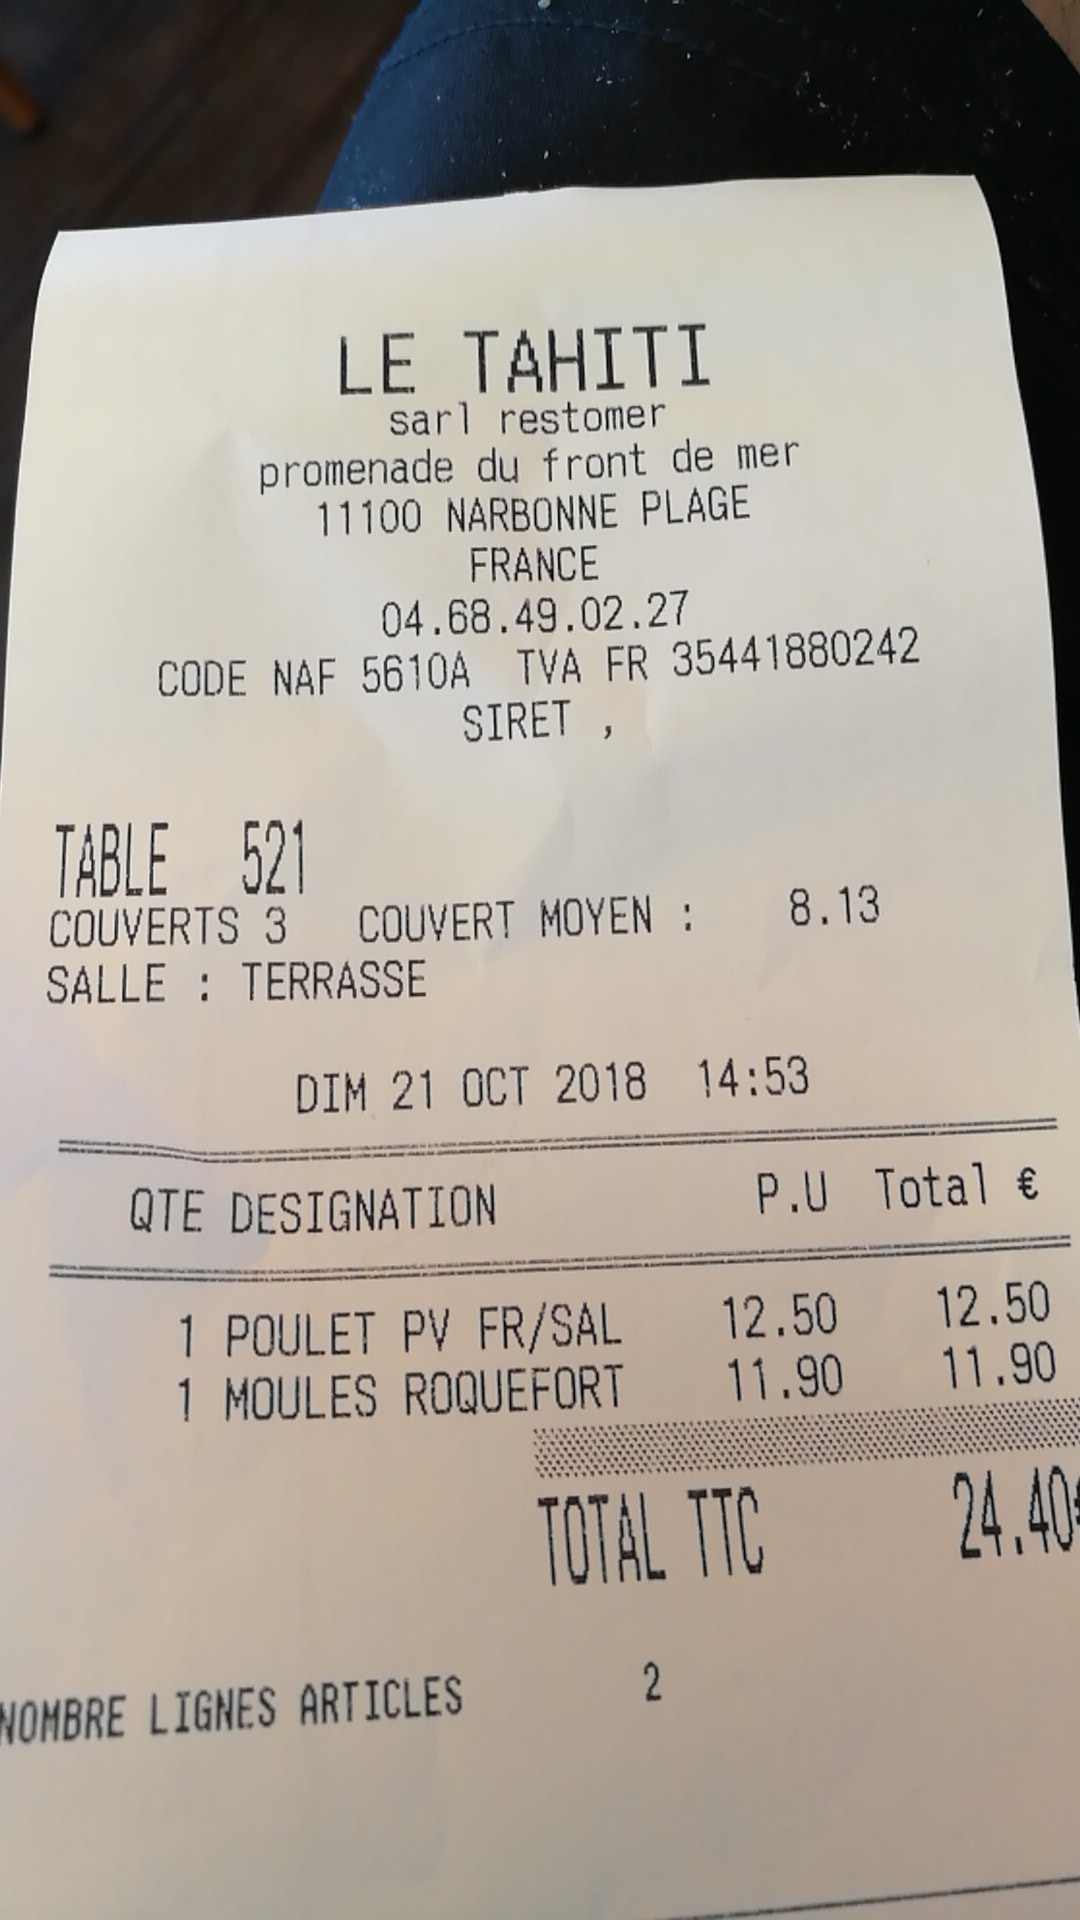 LE TAHITI
sarl restomer
promenade du front de mer
11100 NARBONNE PLAGE
FRANCE
04.68.49.02.27
CODE NAF 5610A TVA FR 35441880242
SIRET ,
TABLE 521
COUVERTS 3 COUVERT MOYEN : 8.13
SALLE : TERRASSE
DIM 21 OCT 2018 14:53
QTE DESIGNATION P.U Total €
1 POULET PV FR/SAL 12.50 12.50
1 MOULES ROQUEFORT 11.90 11.90
TOTAL TTC 24.40€
NOMBRE LIGNES ARTICLES 2